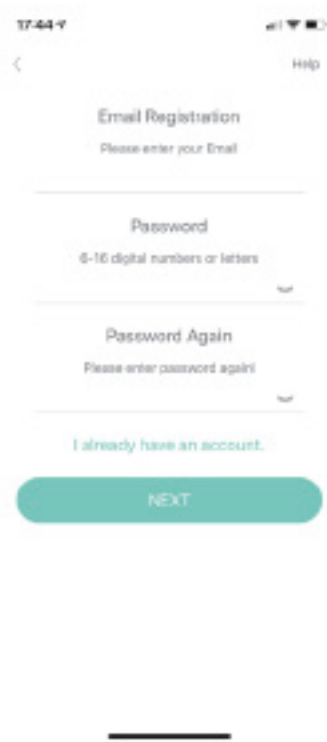 17:44
Help
Email Registration
Please enter your Email
Password
6-16 digital numbers or letters
Password Again
Please enter password again!
I already have an account.
NEXT